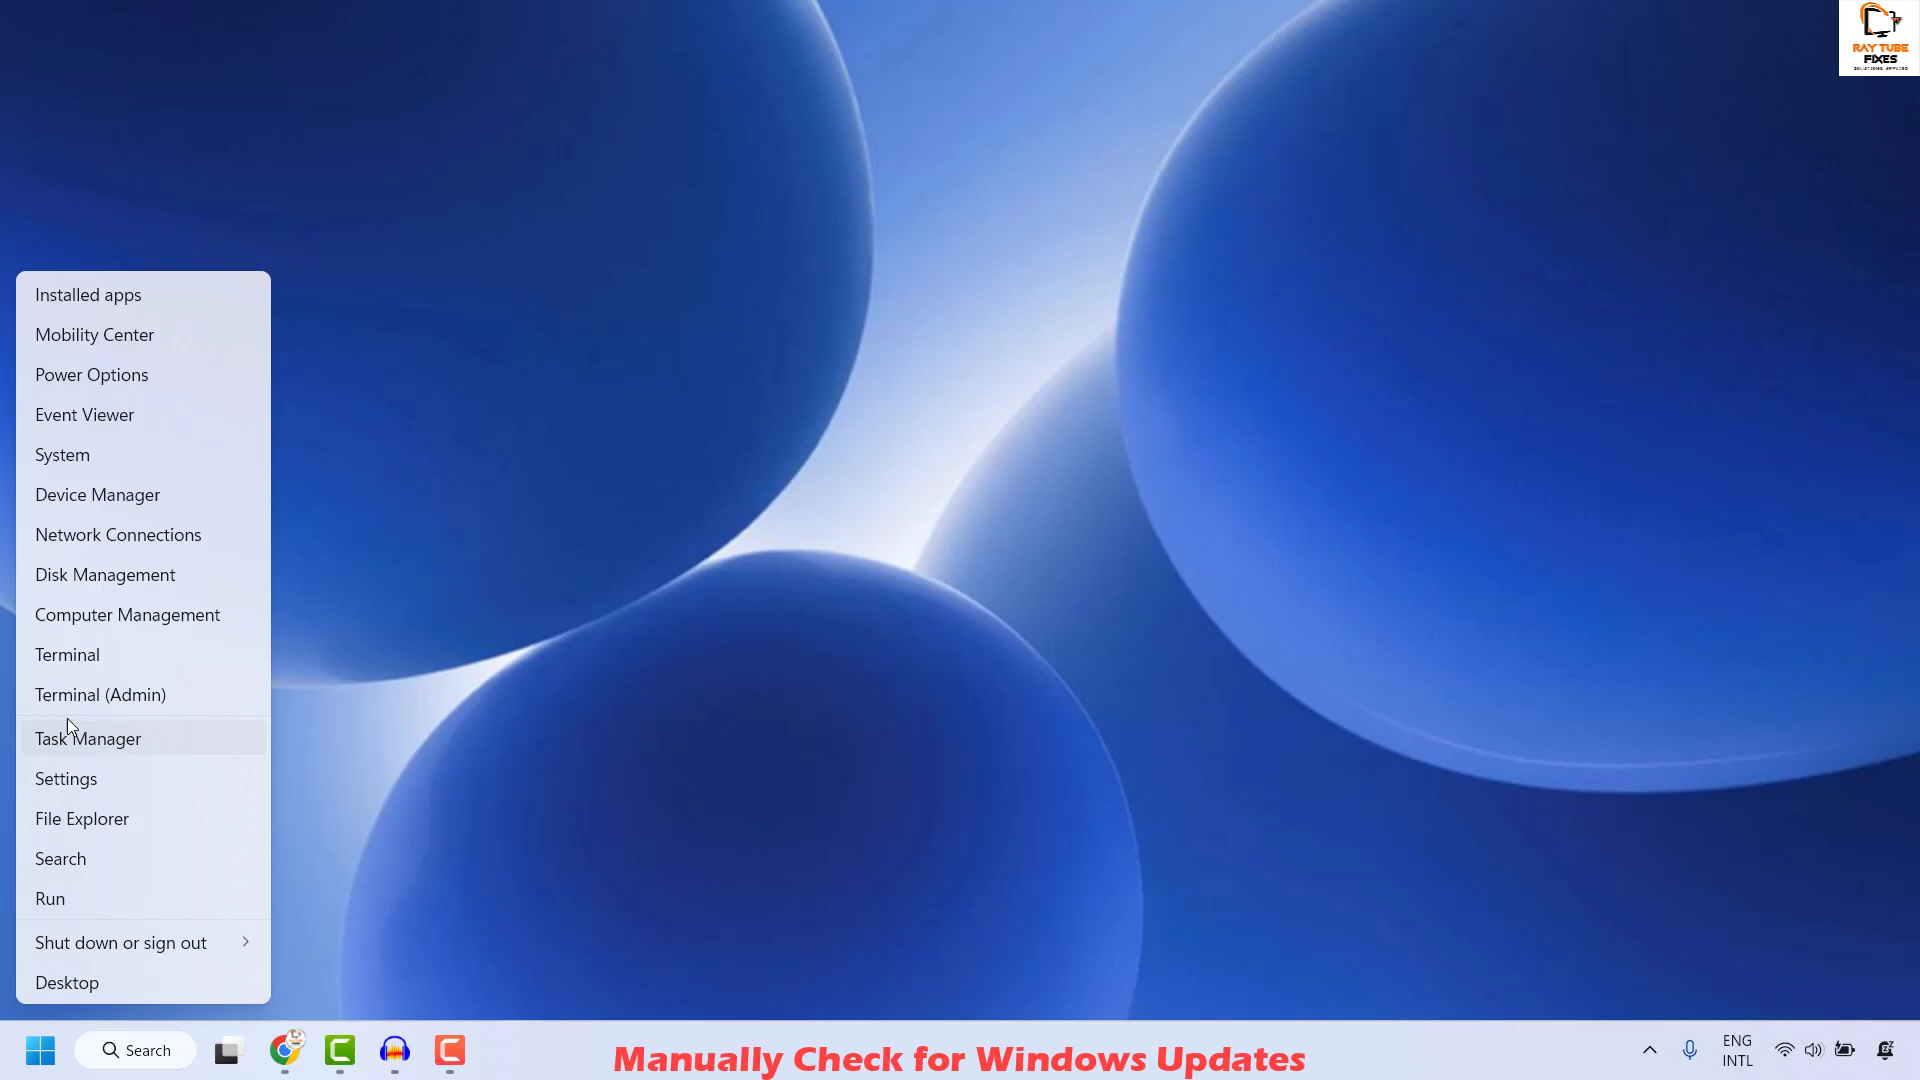 RAY TUBE
FIXES
Installed apps
Mobility Center
Power Options
Event Viewer
System
Device Manager
Network Connections
Disk Management
Computer Management
Terminal
Terminal (Admin)
Task Manager
Settings
File Explorer
Search
Run
Shut down or sign out
Desktop
Search
Manually Check for Windows Updates
ENG
INTL